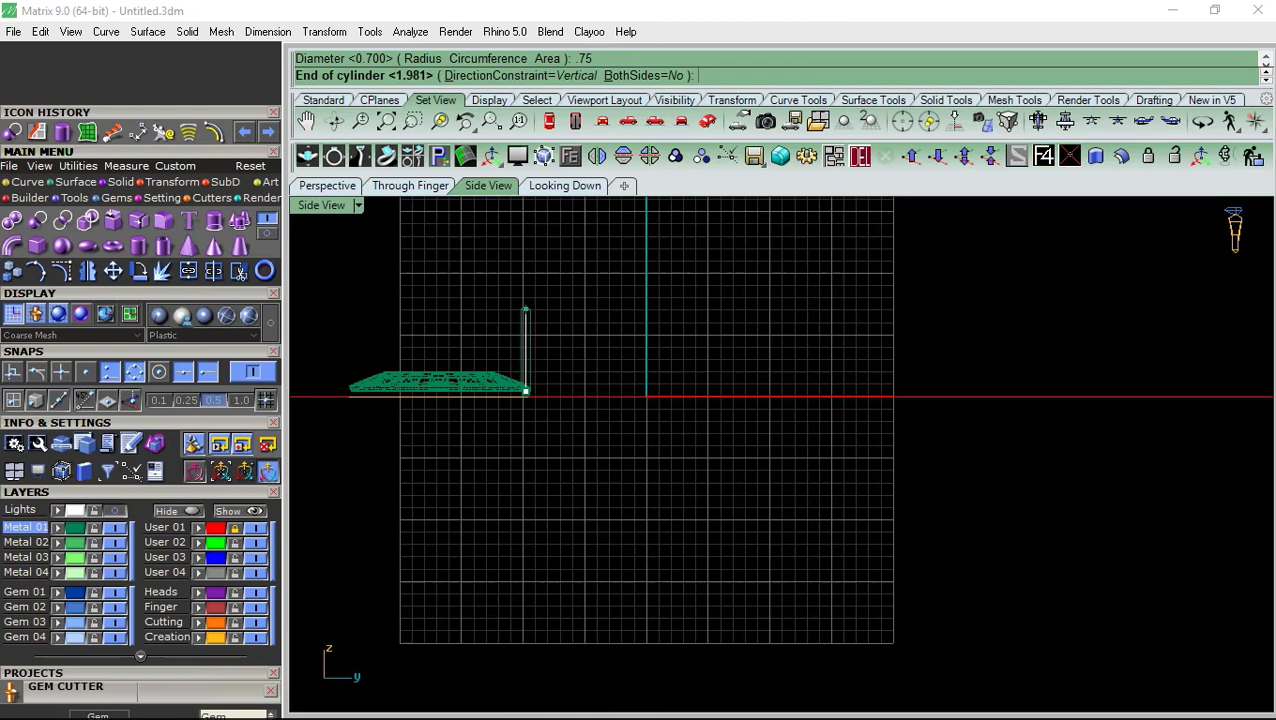 Matrix 9.0 (64-bit) - Untitled.3dm
File Edit View Curve Surface Solid Mesh Dimension Transform Tools Analyze Render Rhino 5.0 Blend Clayoo Help
Diameter <0.700> ( Radius Circumference Area ): .75
End of cylinder <1.981> ( DirectionConstraint=Vertical BothSides=No ):
Standard CPlanes Set View Display Select Viewport Layout Visibility Transform Curve Tools Surface Tools Solid Tools Mesh Tools Render Tools Drafting New in V5
ICON HISTORY
MAIN MENU
File View Utilities Measure Custom Reset
Curve Surface Solid Transform SubD Art
Builder Tools Gems Setting Cutters Render
Perspective Through Finger Side View Looking Down
Side View
DISPLAY
Coarse Mesh Plastic
SNAPS
0.1 0.25 0.5 1.0
INFO & SETTINGS
LAYERS
Lights Hide Show
Metal 01 User 01
Metal 02 User 02
Metal 03 User 03
Metal 04 User 04
Gem 01 Heads
Gem 02 Finger
Gem 03 Cutting
Gem 04 Creation
PROJECTS
GEM CUTTER
Gem Gem
z
y